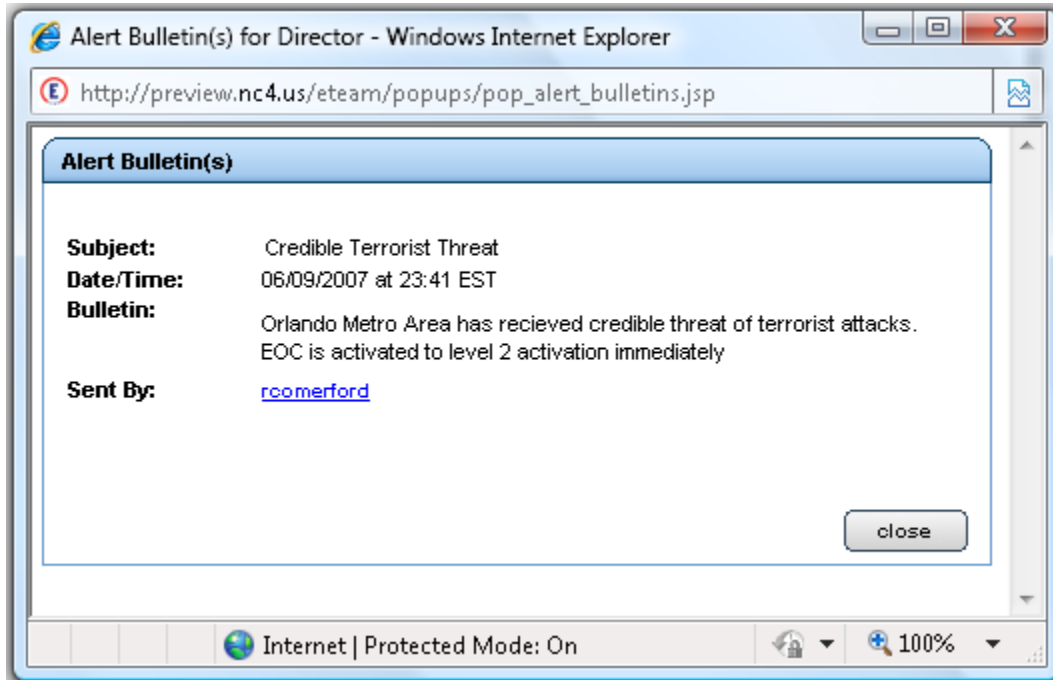 Alert Bulletin(s) for Director - Windows Internet Explorer
http://preview.nc4.us/eteam/popups/pop_alert_bulletins.jsp
Alert Bulletin(s)
Subject: Credible Terrorist Threat
Date/Time: 06/09/2007 at 23:41 EST
Bulletin:
Orlando Metro Area has recieved credible threat of terrorist attacks.
EOC is activated to level 2 activation immediately
Sent By: rcomerford
close
Internet | Protected Mode: On 100%